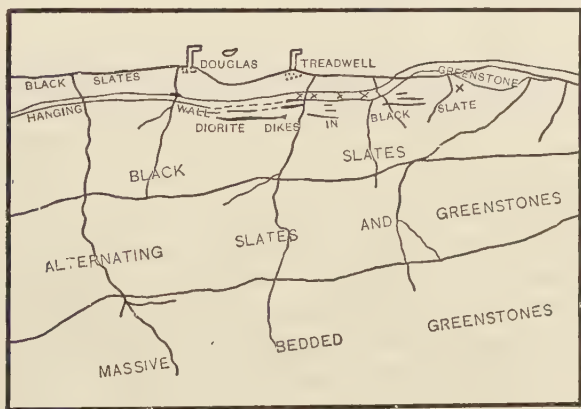 DOUGLAS TREADWELL
GREENSTONE
BLACK SLATES
HANGING WALL BLACK SLATE
DIORITE DIKES IN
BLACK SLATES
ALTERNATING SLATES AND GREENSTONES
MASSIVE BEDDED GREENSTONES